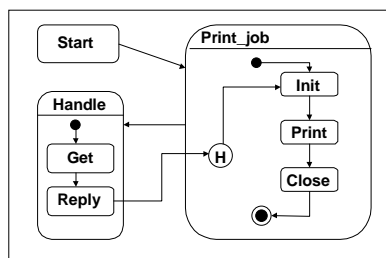 Start
Print_job
Init
Handle
Print
Get
H
Close
Reply